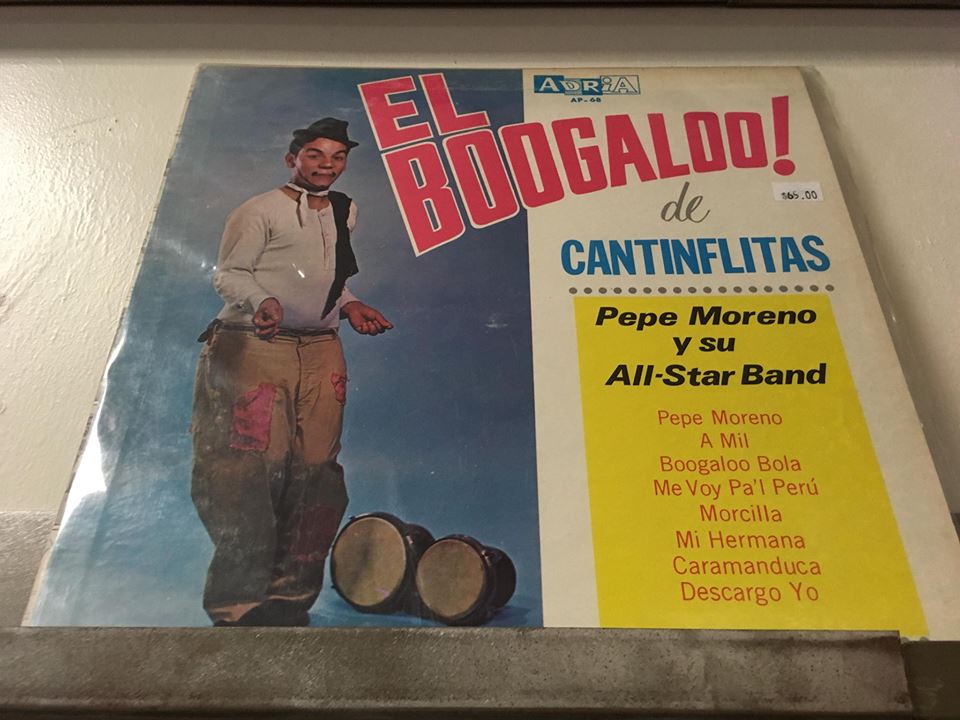 EL
BOOGALOO!
ADRiA
AP-68
$65.00
de
CANTINFLITAS
Pepe Moreno
y su
All-Star Band
Pepe Moreno
A Mil
Boogaloo Bola
Me Voy Pa'l Perú
Morcilla
Mi Hermana
Caramanduca
Descargo Yo